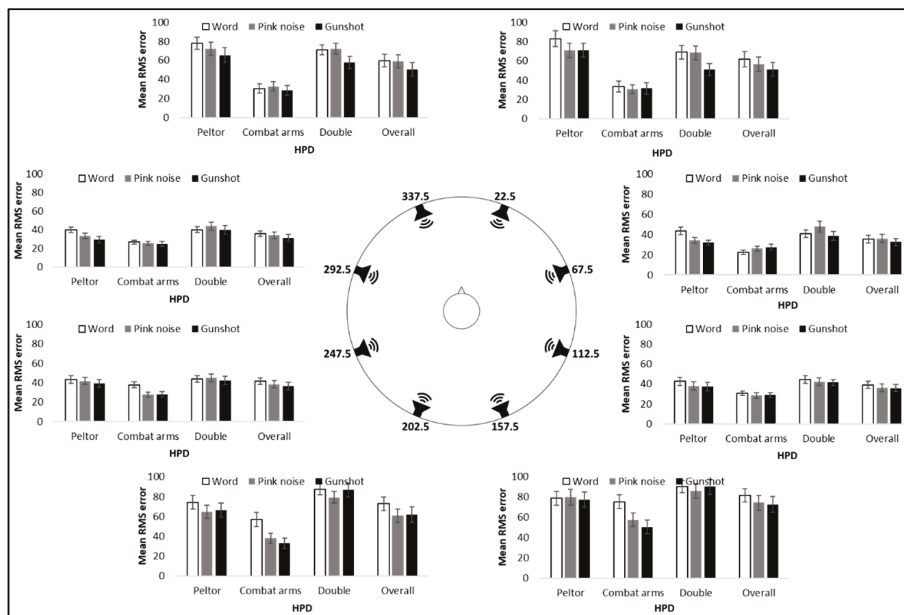 Mean RMS error
100
80
60
40
20
0
Word Pink noise Gunshot
Peltor Combat arms Double Overall
HPD
Mean RMS error
100
80
60
40
20
0
Word Pink noise Gunshot
Peltor Combat arms Double Overall
HPD
Mean RMS error
100
80
60
40
20
0
Word Pink noise Gunshot
Peltor Combat arms Double Overall
HPD
337.5 22.5
292.5 67.5
247.5 112.5
202.5 157.5
Mean RMS error
100
80
60
40
20
0
Word Pink noise Gunshot
Peltor Combat arms Double Overall
HPD
Mean RMS error
100
80
60
40
20
0
Word Pink noise Gunshot
Peltor Combat arms Double Overall
HPD
Mean RMS error
100
80
60
40
20
0
Word Pink noise Gunshot
Peltor Combat arms Double Overall
HPD
Mean RMS error
100
80
60
40
20
0
Word Pink noise Gunshot
Peltor Combat arms Double Overall
HPD
Mean RMS error
100
80
60
40
20
0
Word Pink noise Gunshot
Peltor Combat arms Double Overall
HPD